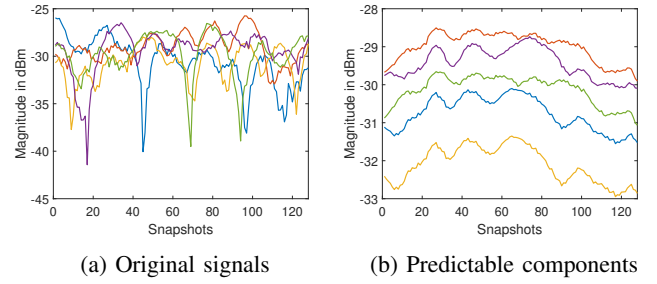 -25
-30
-35
-40
-45
0 20 40 60 80 100 120
Snapshots
Magnitude in dBm
(a) Original signals
-28
-29
-30
-31
-32
-33
0 20 40 60 80 100 120
Snapshots
Magnitude in dBm
(b) Predictable components